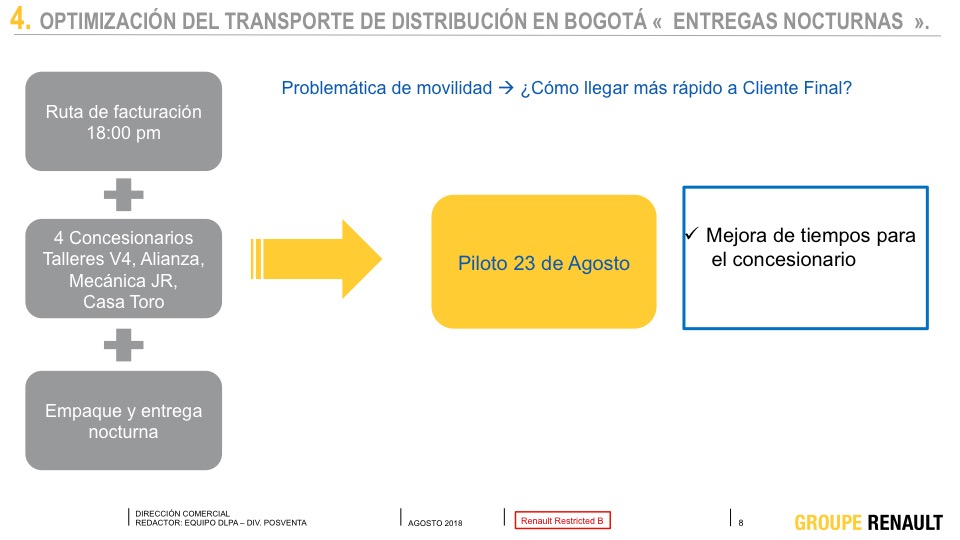 4. OPTIMIZACIÓN DEL TRANSPORTE DE DISTRIBUCIÓN EN BOGOTÁ « ENTREGAS NOCTURNAS ».
Problemática de movilidad → ¿Cómo llegar más rápido a Cliente Final?
Ruta de facturación
18:00 pm
4 Concesionarios
Talleres V4, Alianza,
Mecánica JR,
Casa Toro
Empaque y entrega
nocturna
Piloto 23 de Agosto
✓ Mejora de tiempos para
el concesionario
DIRECCIÓN COMERCIAL
REDACTOR: EQUIPO DLPA – DIV. POSVENTA
AGOSTO 2018
Renault Restricted B
8
GROUPE RENAULT